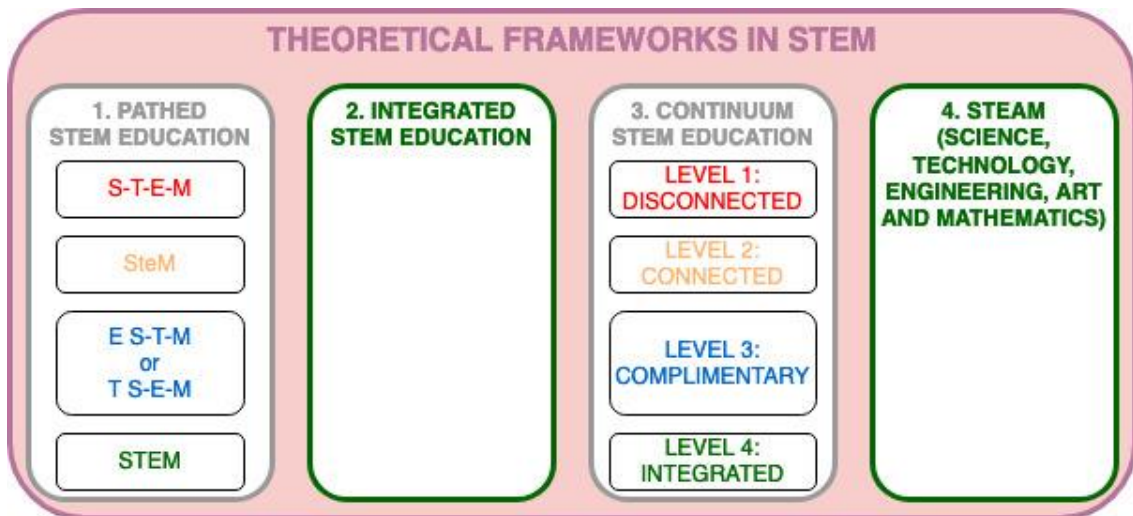 THEORETICAL FRAMEWORKS IN STEM
1. PATHED
STEM EDUCATION
S-T-E-M
SteM
E S-T-M
or
T S-E-M
STEM
2. INTEGRATED
STEM EDUCATION
3. CONTINUUM
STEM EDUCATION
LEVEL 1:
DISCONNECTED
LEVEL 2:
CONNECTED
LEVEL 3:
COMPLIMENTARY
LEVEL 4:
INTEGRATED
4. STEAM
(SCIENCE,
TECHNOLOGY,
ENGINEERING, ART
AND MATHEMATICS)